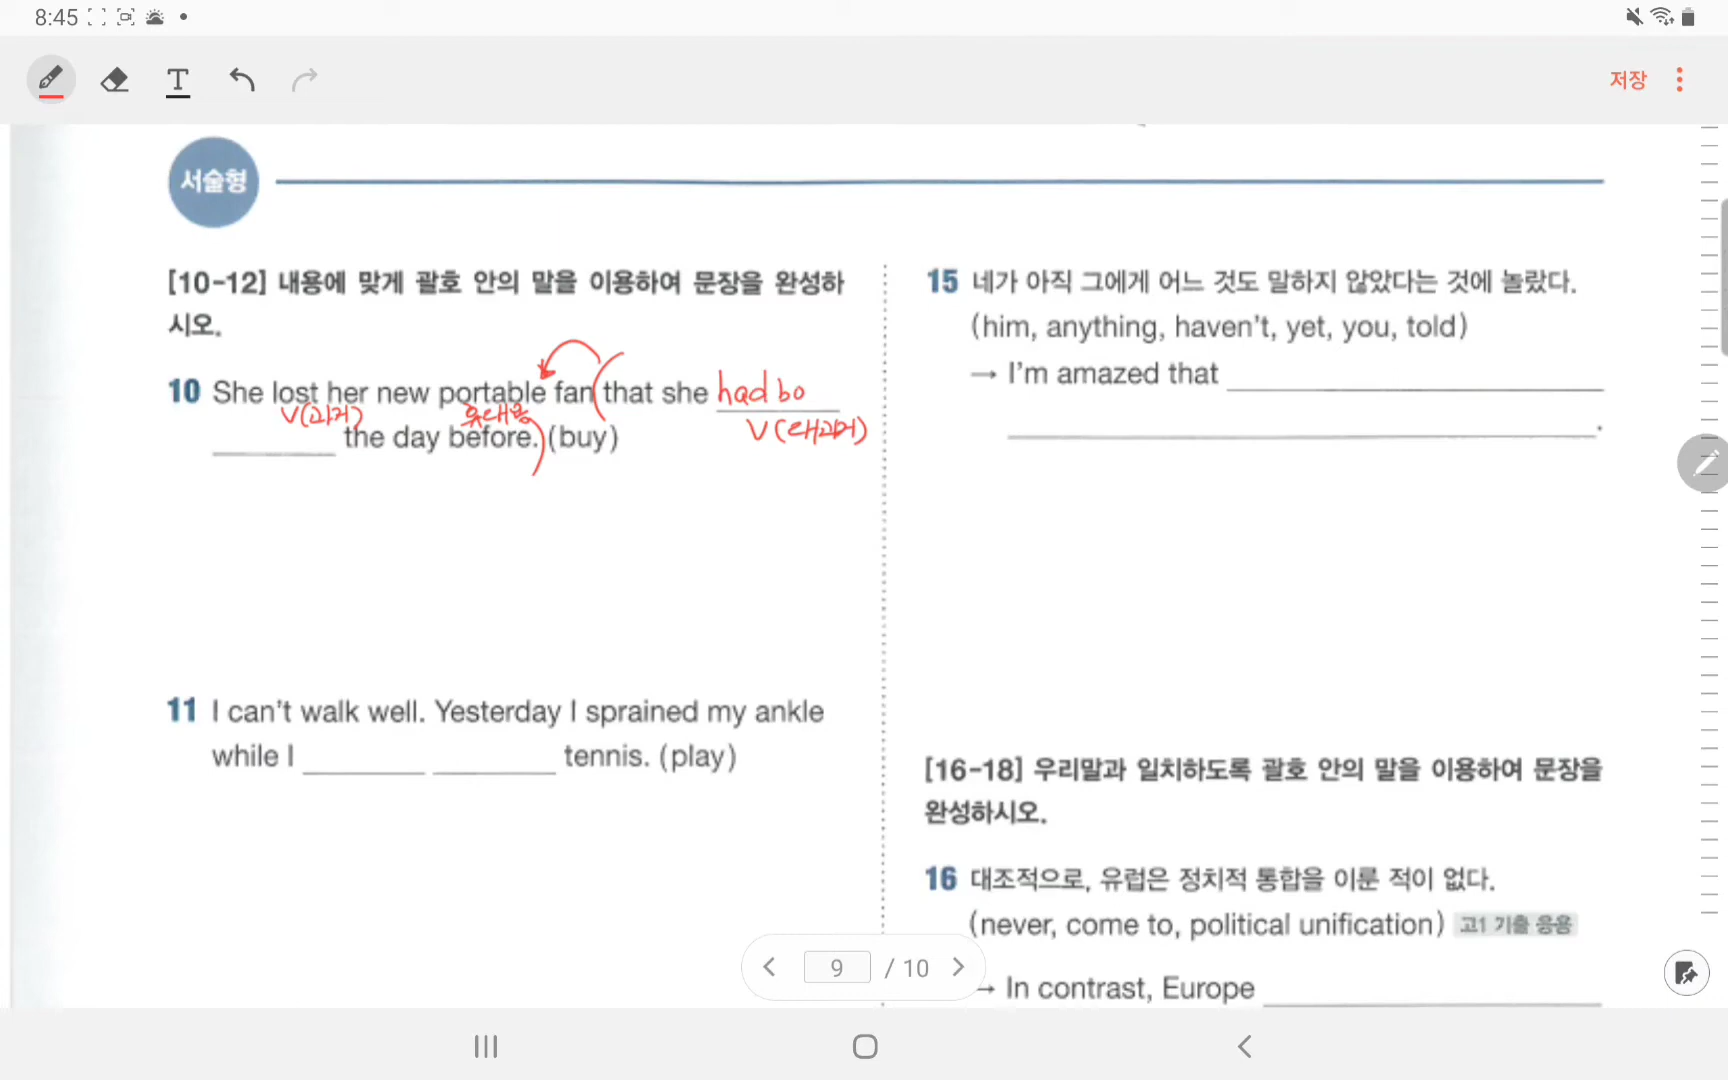 8:45
T
저장
서술형
[10-12] 내용에 맞게 괄호 안의 말을 이용하여 문장을 완성하
시오.
10 She lost her new portable fan that she had bo
V(과거)
V(대과거)
the day before. (buy)
11 I can't walk well. Yesterday I sprained my ankle
while I ________ ________ tennis. (play)
15 네가 아직 그에게 어느 것도 말하지 않았다는 것에 놀랐다.
(him, anything, haven't, yet, you, told)
→ I'm amazed that ________
________.
[16-18] 우리말과 일치하도록 괄호 안의 말을 이용하여 문장을
완성하시오.
16 대조적으로, 유럽은 정치적 통합을 이룬 적이 없다.
(never, come to, political unification) 고1 기출 응용
→ In contrast, Europe ________
9 / 10